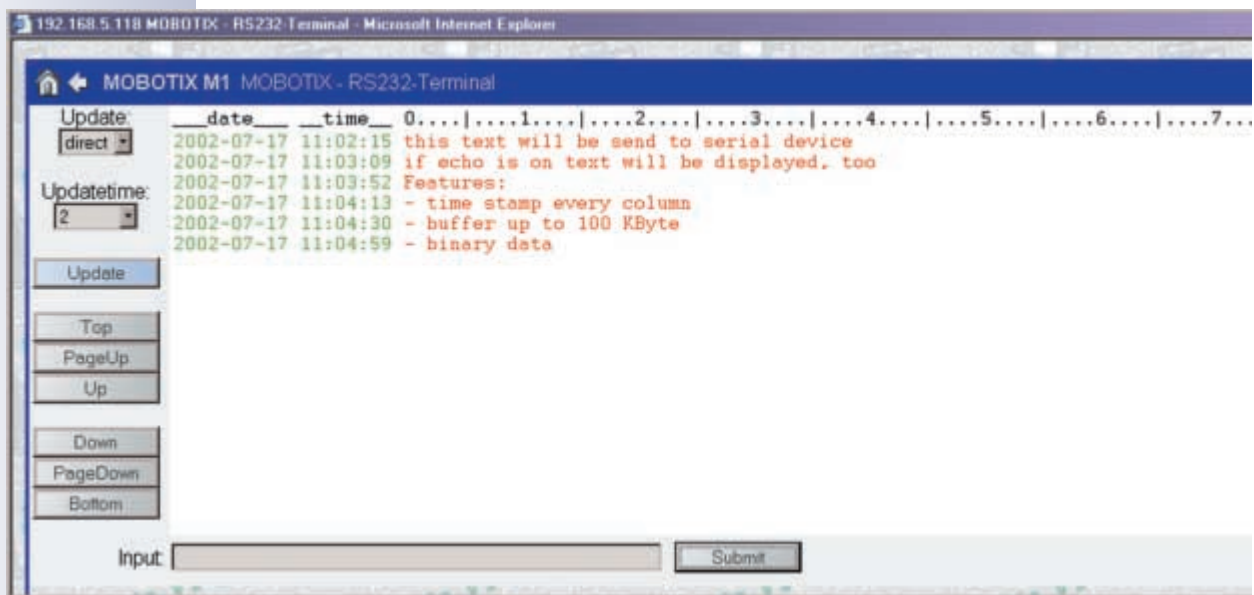 192.168.5.118 MOBOTIX - RS232-Terminal - Microsoft Internet Explorer
MOBOTIX M1 MOBOTIX - RS232-Terminal
Update:
direct
Updatetime:
2
Update
Top
PageUp
Up
Down
PageDown
Bottom
___date___ __time__ 0....|....1....|....2....|....3....|....4....|....5....|....6....|....7...
2002-07-17 11:02:15 this text will be send to serial device
2002-07-17 11:03:09 if echo is on text will be displayed, too
2002-07-17 11:03:52 Features:
2002-07-17 11:04:13 - time stamp every column
2002-07-17 11:04:30 - buffer up to 100 KByte
2002-07-17 11:04:59 - binary data
Input:
Submit